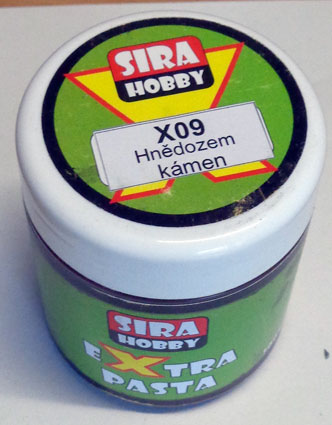 SIRA
HOBBY
X09
Hnědozem
kámen
SIRA
HOBBY
EXTRA
PASTA